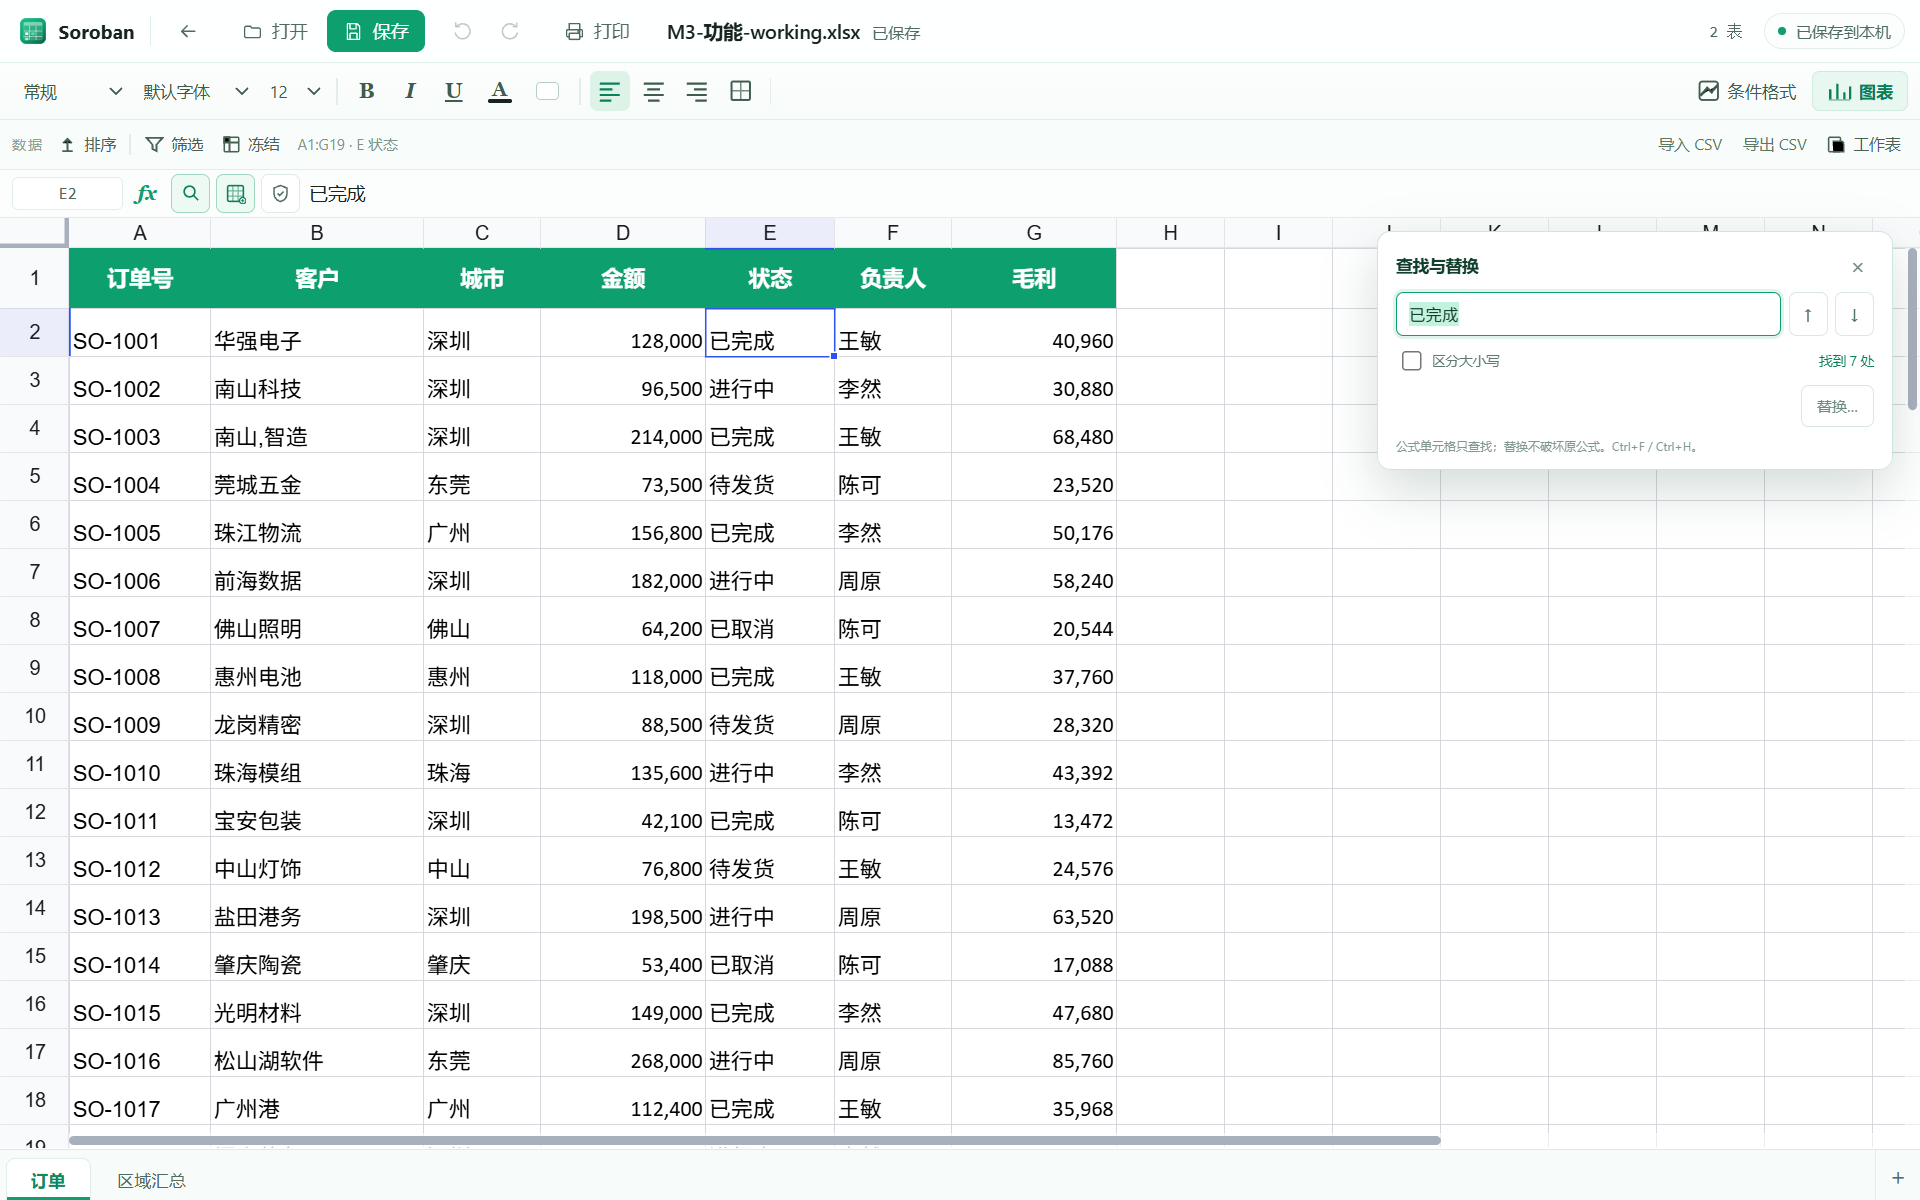 Soroban
打开
保存
打印
M3-功能-working.xlsx 已保存
2 表
已保存到本机
常规
默认字体
12
B I U A
条件格式
图表
数据 排序 筛选 冻结 A1:G19 · E 状态
导入 CSV 导出 CSV 工作表
E2 fx 已完成
A B C D E F G H I
1 订单号 客户 城市 金额 状态 负责人 毛利
2 SO-1001 华强电子 深圳 128,000 已完成 王敏 40,960
3 SO-1002 南山科技 深圳 96,500 进行中 李然 30,880
4 SO-1003 南山,智造 深圳 214,000 已完成 王敏 68,480
5 SO-1004 莞城五金 东莞 73,500 待发货 陈可 23,520
6 SO-1005 珠江物流 广州 156,800 已完成 李然 50,176
7 SO-1006 前海数据 深圳 182,000 进行中 周原 58,240
8 SO-1007 佛山照明 佛山 64,200 已取消 陈可 20,544
9 SO-1008 惠州电池 惠州 118,000 已完成 王敏 37,760
10 SO-1009 龙岗精密 深圳 88,500 待发货 周原 28,320
11 SO-1010 珠海模组 珠海 135,600 进行中 李然 43,392
12 SO-1011 宝安包装 深圳 42,100 已完成 陈可 13,472
13 SO-1012 中山灯饰 中山 76,800 待发货 王敏 24,576
14 SO-1013 盐田港务 深圳 198,500 进行中 周原 63,520
15 SO-1014 肇庆陶瓷 肇庆 53,400 已取消 陈可 17,088
16 SO-1015 光明材料 深圳 149,000 已完成 李然 47,680
17 SO-1016 松山湖软件 东莞 268,000 进行中 周原 85,760
18 SO-1017 广州港 广州 112,400 已完成 王敏 35,968
19
查找与替换
已完成
区分大小写
找到 7 处
替换...
公式单元格只查找；替换不破坏原公式。Ctrl+F / Ctrl+H。
订单 区域汇总